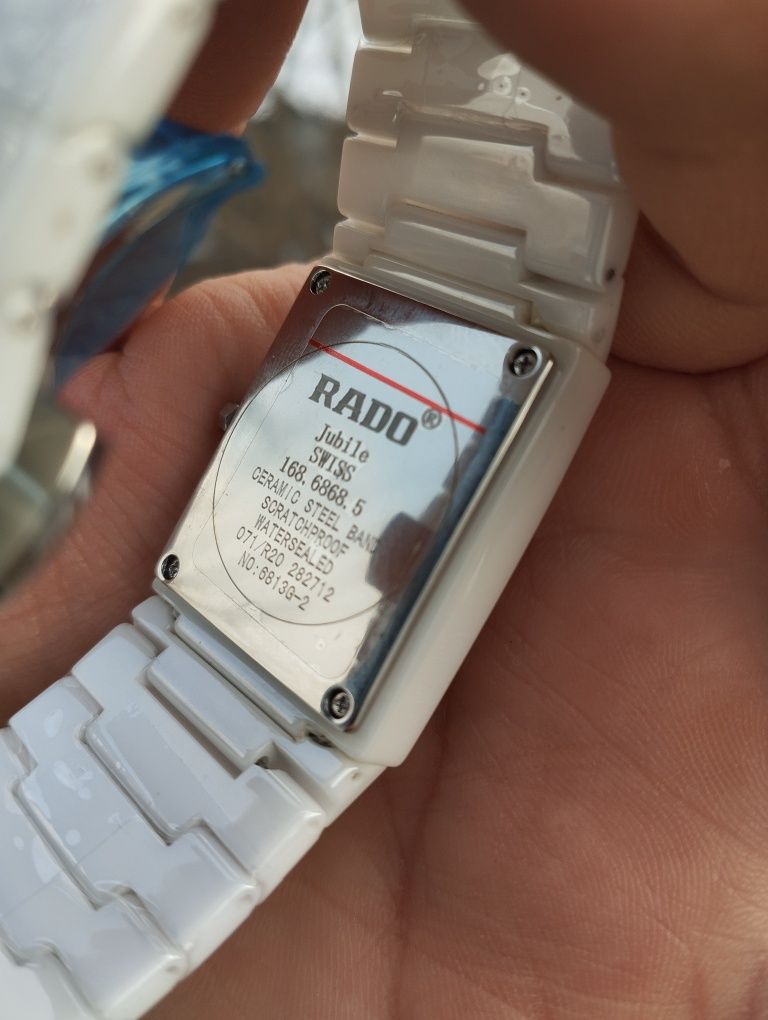 RADO®
Jubile
SWISS
168.6868.5
CERAMIC STEEL BAND
SCRATCHPROOF
WATERSEALED
071/R20 282712
NO:6813G-2